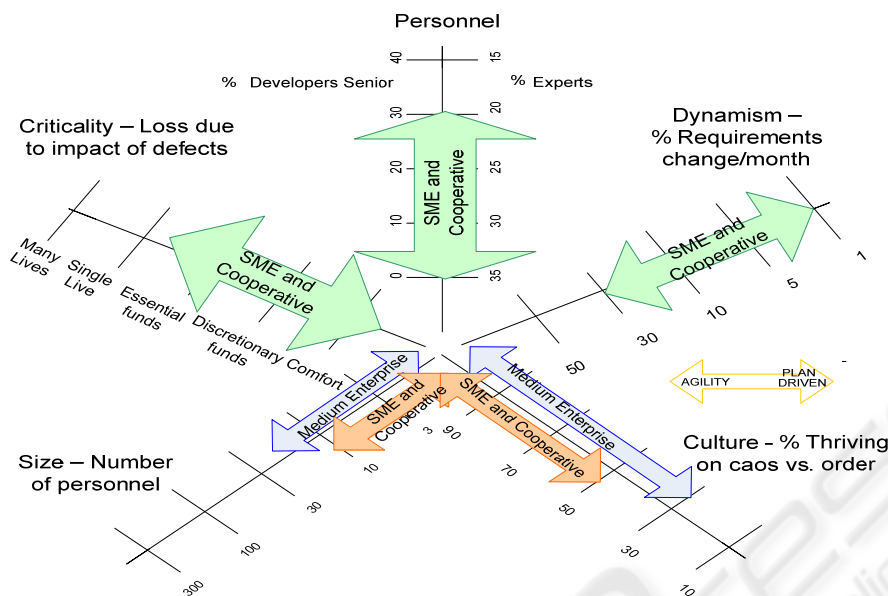 Personnel
% Developers Senior
% Experts
40
15
30
20
20
25
10
30
0
35
SME and
Cooperative
Criticality – Loss due
to impact of defects
Many
Lives
Single
Live
Essential
funds
Discretionary
funds
Comfort
SME and
Cooperative
Dynamism –
% Requirements
change/month
SME and
Cooperative
50
30
10
5
1
AGILITY
PLAN
DRIVEN
Medium Enterprise
SME and
Cooperative
Size – Number
of personnel
3
10
30
100
300
Medium Enterprise
SME and Cooperative
Culture - % Thriving
on caos vs. order
90
70
50
30
10